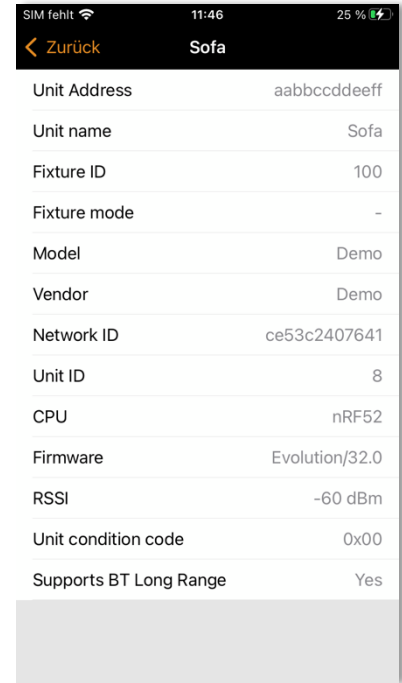 SIM fehlt 11:46 25 %
Zurück Sofa
Unit Address aabbccddeeff
Unit name Sofa
Fixture ID 100
Fixture mode -
Model Demo
Vendor Demo
Network ID ce53c2407641
Unit ID 8
CPU nRF52
Firmware Evolution/32.0
RSSI -60 dBm
Unit condition code 0x00
Supports BT Long Range Yes